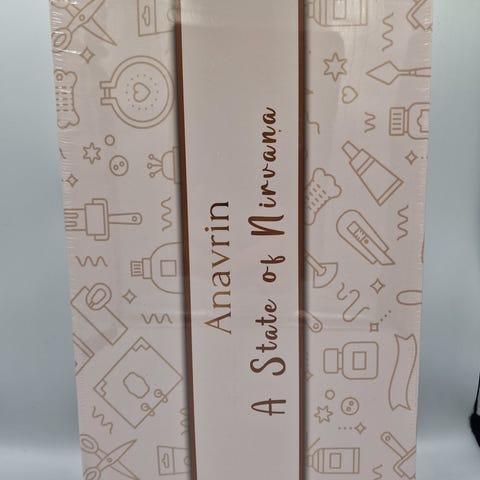 Anavrin
A State of Nirvana